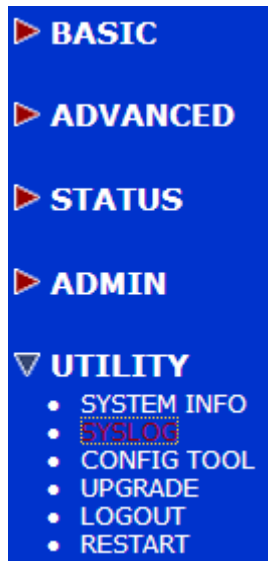 BASIC
ADVANCED
STATUS
ADMIN
UTILITY
SYSTEM INFO
SYSLOG
CONFIG TOOL
UPGRADE
LOGOUT
RESTART